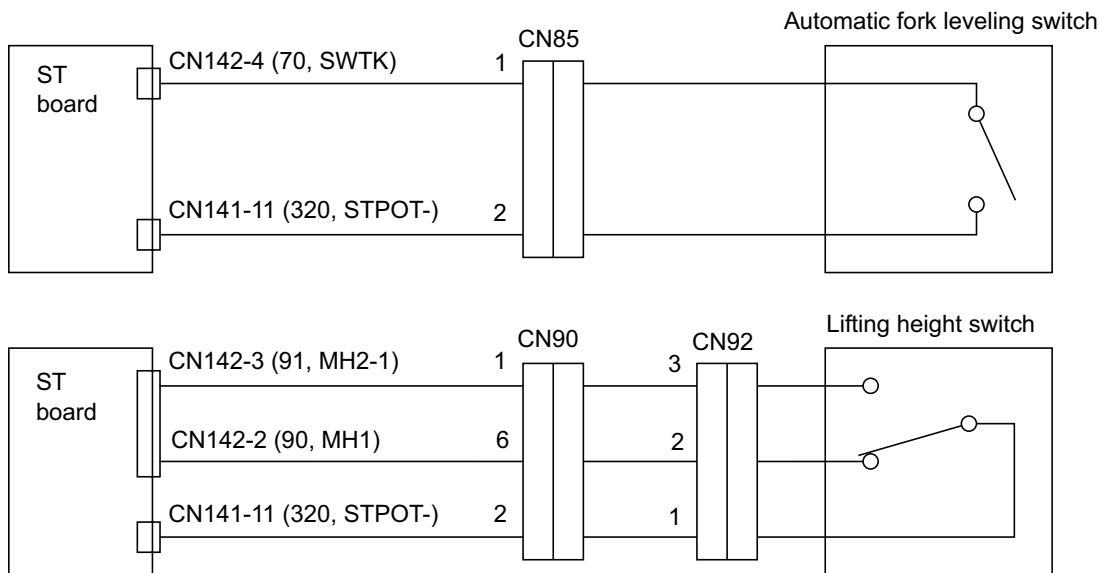 Automatic fork leveling switch
CN85
ST
board
CN142-4 (70, SWTK)
1
CN141-11 (320, STPOT-)
2
Lifting height switch
CN90
CN92
ST
board
CN142-3 (91, MH2-1)
1
3
CN142-2 (90, MH1)
6
2
CN141-11 (320, STPOT-)
2
1